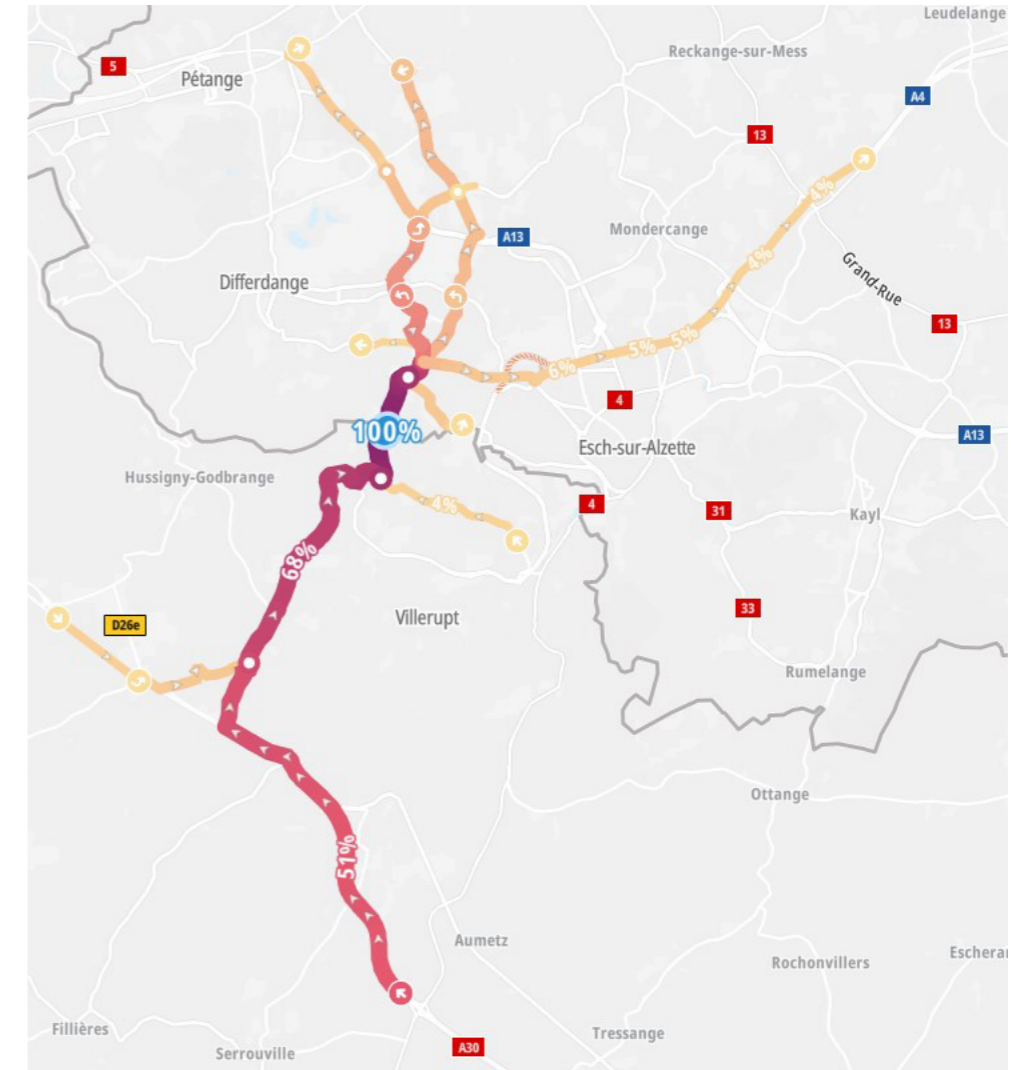 Leudelange
Reckange-sur-Mess
5
Pétange
A4
13
4%
Mondercange
A13
4%
Grand-Rue
Differdange
13
5%
5%
6%
4
100%
A13
Esch-sur-Alzette
Hussigny-Godbrange
4%
4
31
Kayl
68%
33
Villerupt
D26e
Rumelange
Ottange
51%
Aumetz
Rochonvillers
Eschera
Fillières
Tressange
A30
Serrouville